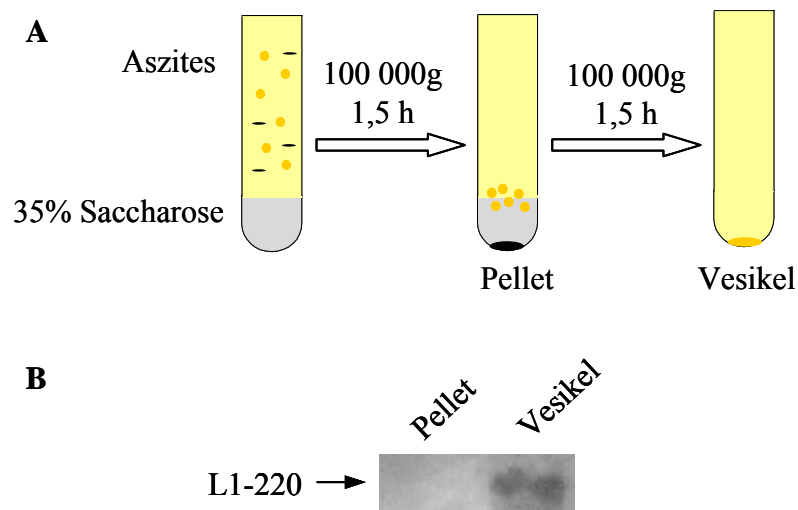 A
Aszites
100 000g
1,5 h
100 000g
1,5 h
35% Saccharose
Pellet
Vesikel
B
Pellet
Vesikel
L1-220